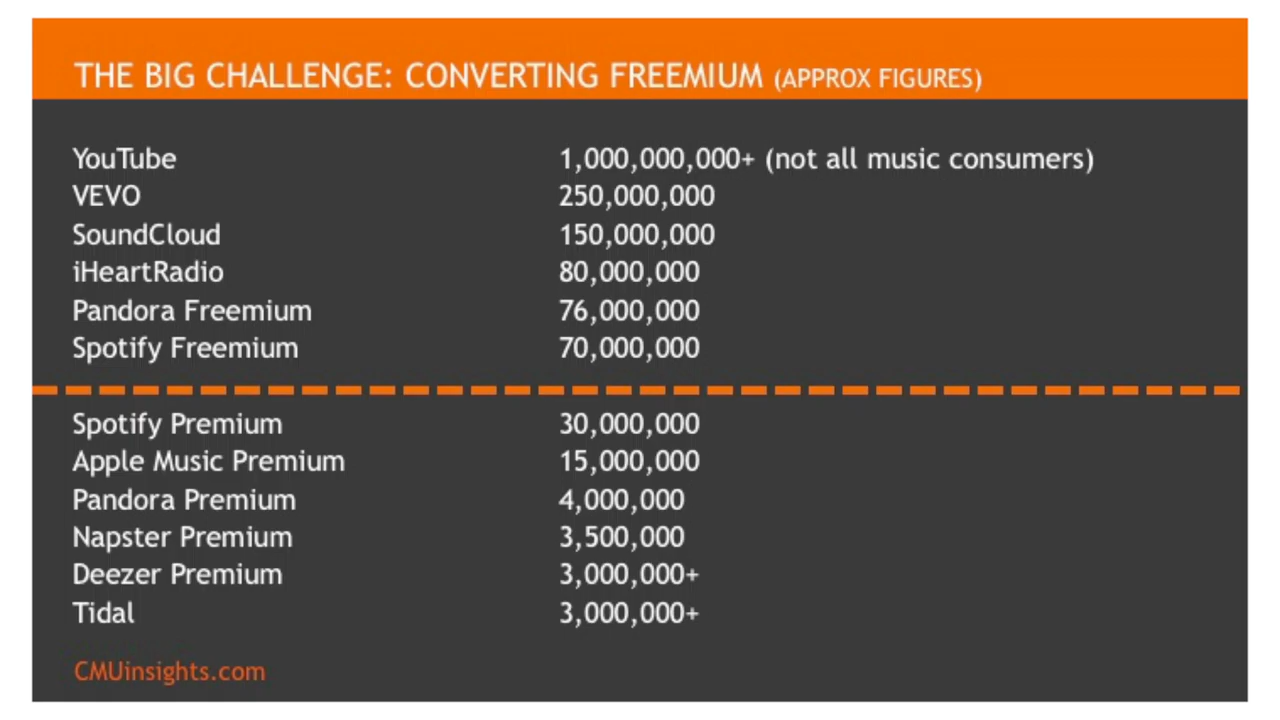 THE BIG CHALLENGE: CONVERTING FREEMIUM (APPROX FIGURES)
YouTube 1,000,000,000+ (not all music consumers)
VEVO 250,000,000
SoundCloud 150,000,000
iHeartRadio 80,000,000
Pandora Freemium 76,000,000
Spotify Freemium 70,000,000
Spotify Premium 30,000,000
Apple Music Premium 15,000,000
Pandora Premium 4,000,000
Napster Premium 3,500,000
Deezer Premium 3,000,000+
Tidal 3,000,000+
CMUinsights.com